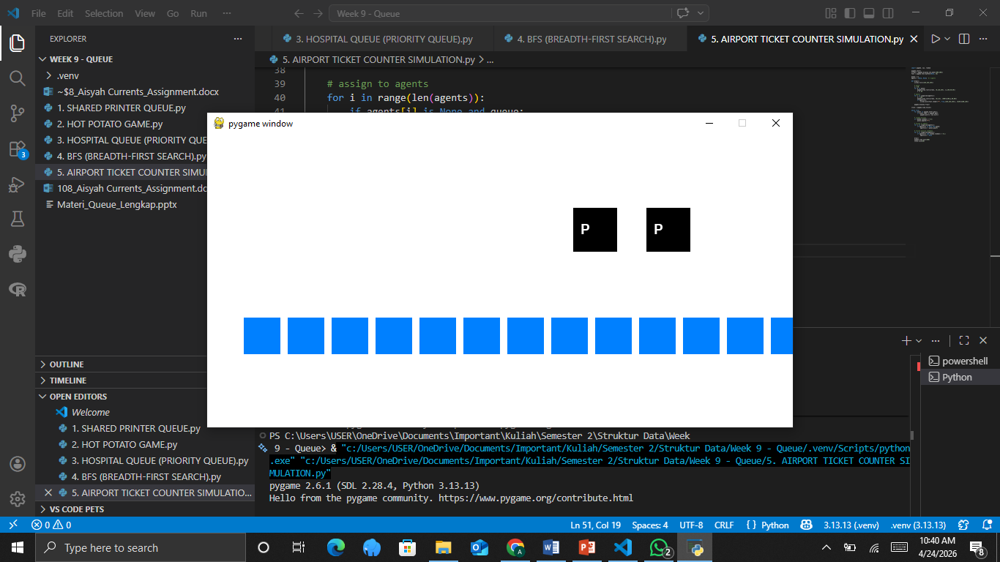 File Edit Selection View Go Run ···
Week 9 - Queue
EXPLORER ···
WEEK 9 - QUEUE
.venv
~$8_Aisyah Currents_Assignment.docx
1. SHARED PRINTER QUEUE.py
2. HOT POTATO GAME.py
3. HOSPITAL QUEUE (PRIORITY QUE
4. BFS (BREADTH-FIRST SEARCH).py
5. AIRPORT TICKET COUNTER SIMU
108_Aisyah Currents_Assignment.dc
Materi_Queue_Lengkap.pptx
OUTLINE
TIMELINE
OPEN EDITORS
Welcome
1. SHARED PRINTER QUEUE.py
2. HOT POTATO GAME.py
3. HOSPITAL QUEUE (PRIORITY QUEUE).py
4. BFS (BREADTH-FIRST SEARCH).py
5. AIRPORT TICKET COUNTER SIMULATIO...
VS CODE PETS
3
3. HOSPITAL QUEUE (PRIORITY QUEUE).py
4. BFS (BREADTH-FIRST SEARCH).py
5. AIRPORT TICKET COUNTER SIMULATION.py
5. AIRPORT TICKET COUNTER SIMULATION.py > ...
38
39 # assign to agents
40 for i in range(len(agents)):
41 if agents[i] is None and queue:
pygame window
P P
powershell
Python
PS C:\Users\USER\OneDrive\Documents\Important\Kuliah\Semester 2\Struktur Data\Week
9 - Queue> & "c:/Users/USER/OneDrive/Documents/Important/Kuliah/Semester 2/Struktur Data/Week 9 - Queue/.venv/Scripts/python
.exe" "c:/Users/USER/OneDrive/Documents/Important/Kuliah/Semester 2/Struktur Data/Week 9 - Queue/5. AIRPORT TICKET COUNTER SI
MULATION.py"
pygame 2.6.1 (SDL 2.28.4, Python 3.13.13)
Hello from the pygame community. https://www.pygame.org/contribute.html
0 0 Ln 51, Col 19 Spaces: 4 UTF-8 CRLF { } Python 3.13.13 (.venv) .venv (3.13.13)
Type here to search
2
10:40 AM
4/24/2026
8